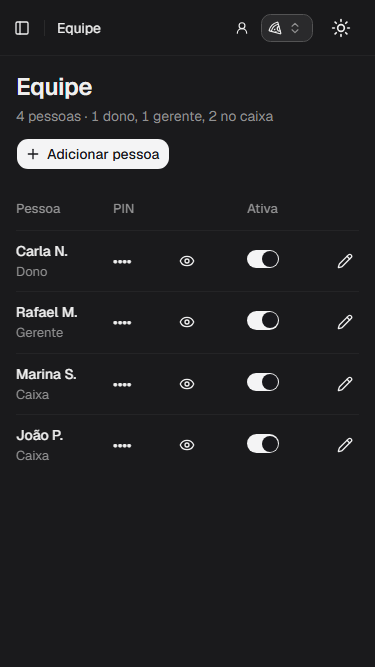 Equipe
Equipe
4 pessoas · 1 dono, 1 gerente, 2 no caixa
Adicionar pessoa
Pessoa PIN Ativa
Carla N.
Dono
••••
Rafael M.
Gerente
••••
Marina S.
Caixa
••••
João P.
Caixa
••••